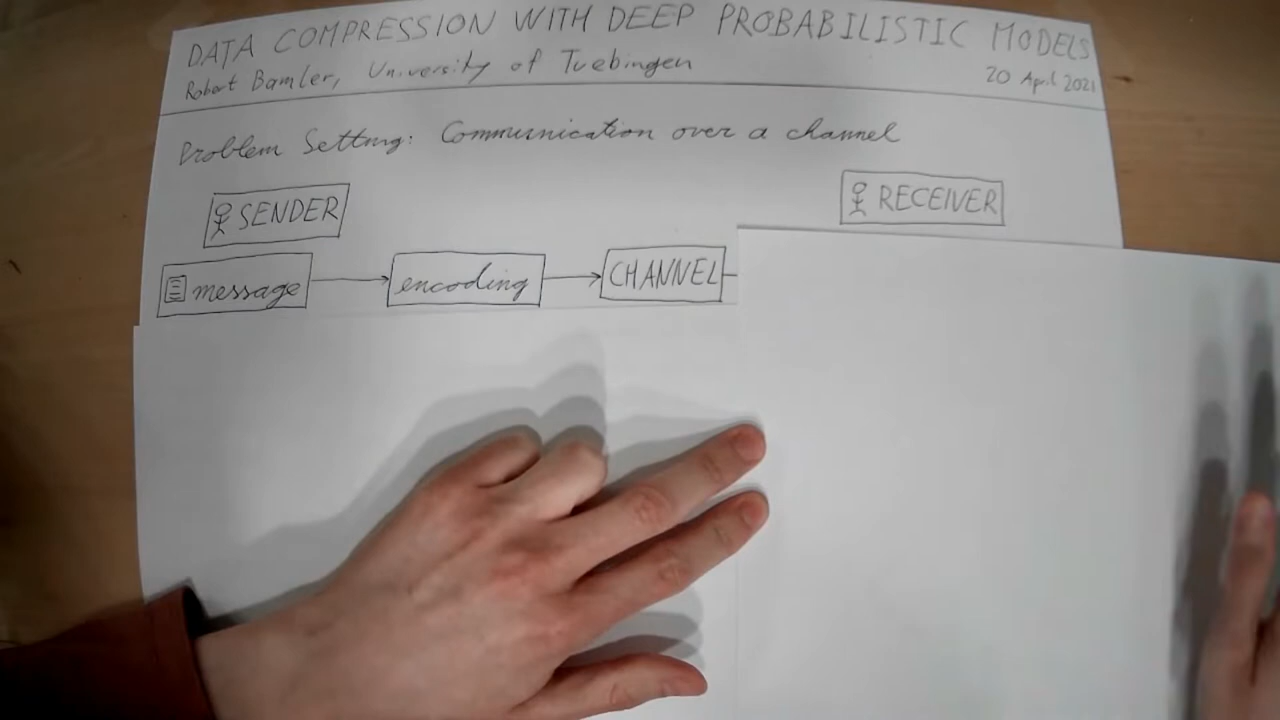 DATA COMPRESSION WITH DEEP PROBABILISTIC MODELS
Robert Bamler, University of Tuebingen
20 April 2021
Problem Setting: Communication over a channel
SENDER
RECEIVER
message
encoding
CHANNEL